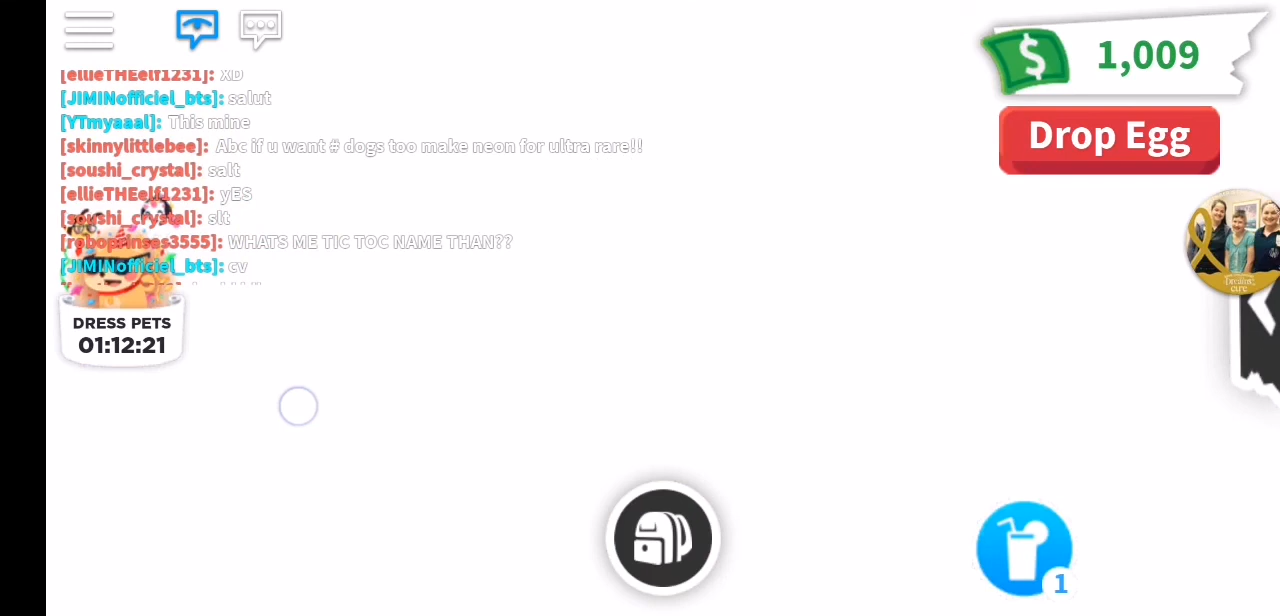 [ellieTHEelf1231]: XD
[JIMINofficiel_bts]: salut
[YTmyaaal]: This mine
[skinnylittlebee]: Abc if u want # dogs too make neon for ultra rare!!
[soushi_crystal]: salt
[ellieTHEelf1231]: yES
[soushi_crystal]: slt
[roboprinses3555]: WHATS ME TIC TOC NAME THAN??
[JIMINofficiel_bts]: cv
1,009
Drop Egg
DRESS PETS
01:12:21
1